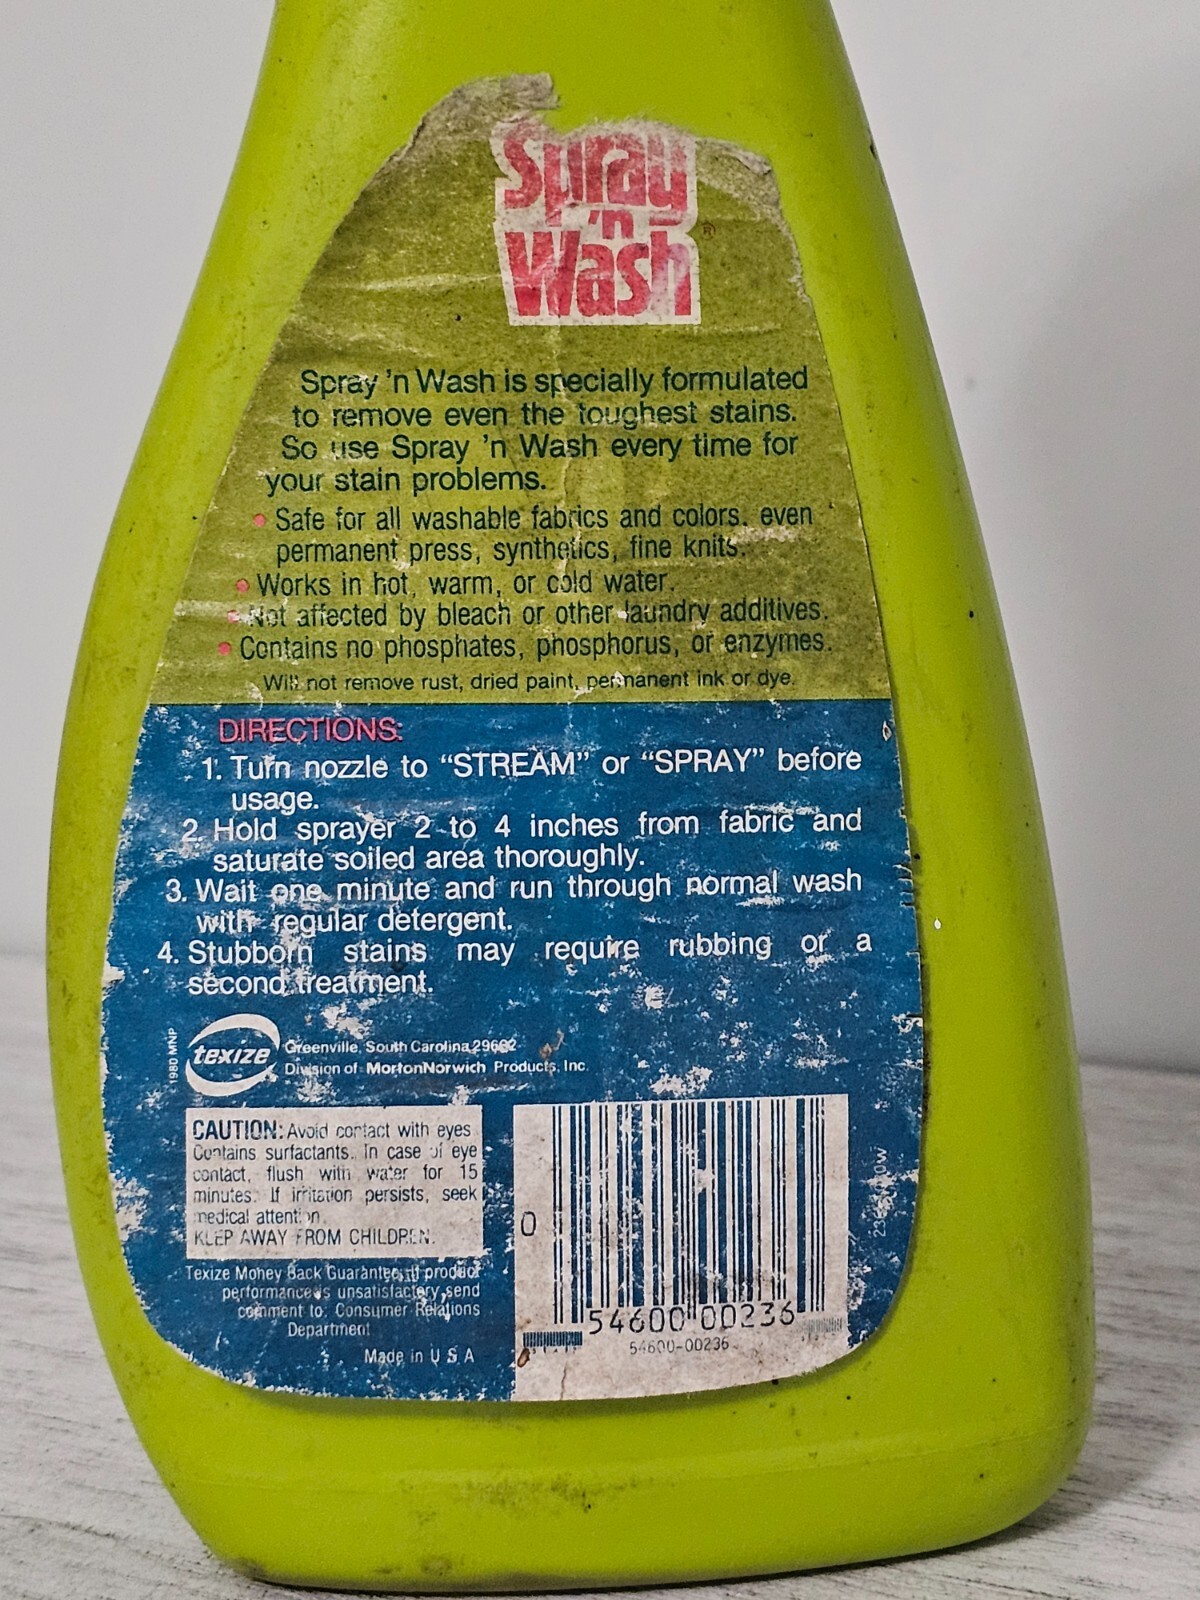 Spray
'n
Wash®
Spray 'n Wash is specially formulated
to remove even the toughest stains.
So use Spray 'n Wash every time for
your stain problems.
• Safe for all washable fabrics and colors, even
permanent press, synthetics, fine knits.
• Works in hot, warm, or cold water.
• Not affected by bleach or other laundry additives.
• Contains no phosphates, phosphorus, or enzymes.
Will not remove rust, dried paint, permanent ink or dye.
DIRECTIONS:
1. Turn nozzle to “STREAM” or “SPRAY” before
usage.
2. Hold sprayer 2 to 4 inches from fabric and
saturate soiled area thoroughly.
3. Wait one minute and run through normal wash
with regular detergent.
4. Stubborn stains may require rubbing or a
second treatment.
1980 MNP
texize
Greenville, South Carolina
Division of MortonNorwich Products, Inc.
CAUTION: Avoid contact with eyes.
Contains surfactants. In case of eye
contact, flush with water for 15
minutes. If irritation persists, seek
medical attention.
KEEP AWAY FROM CHILDREN.
Texize Money Back Guarantee: If product
performance is unsatisfactory, send
comment to: Consumer Relations
Department
Made in U S A
0
54600 00236
54600-00236